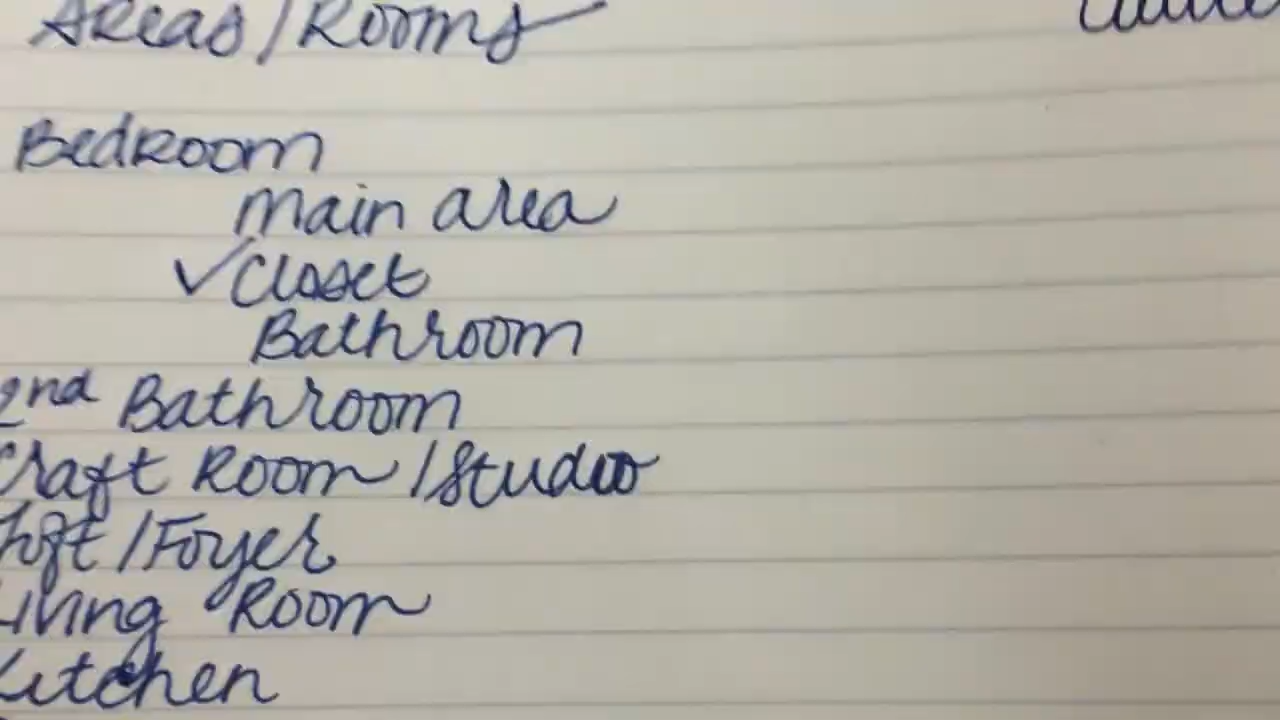 Areas/Rooms
Bedroom
main area
✓Closet
Bathroom
2nd Bathroom
Craft Room/Studio
Loft/Foyer
Living Room
Kitchen